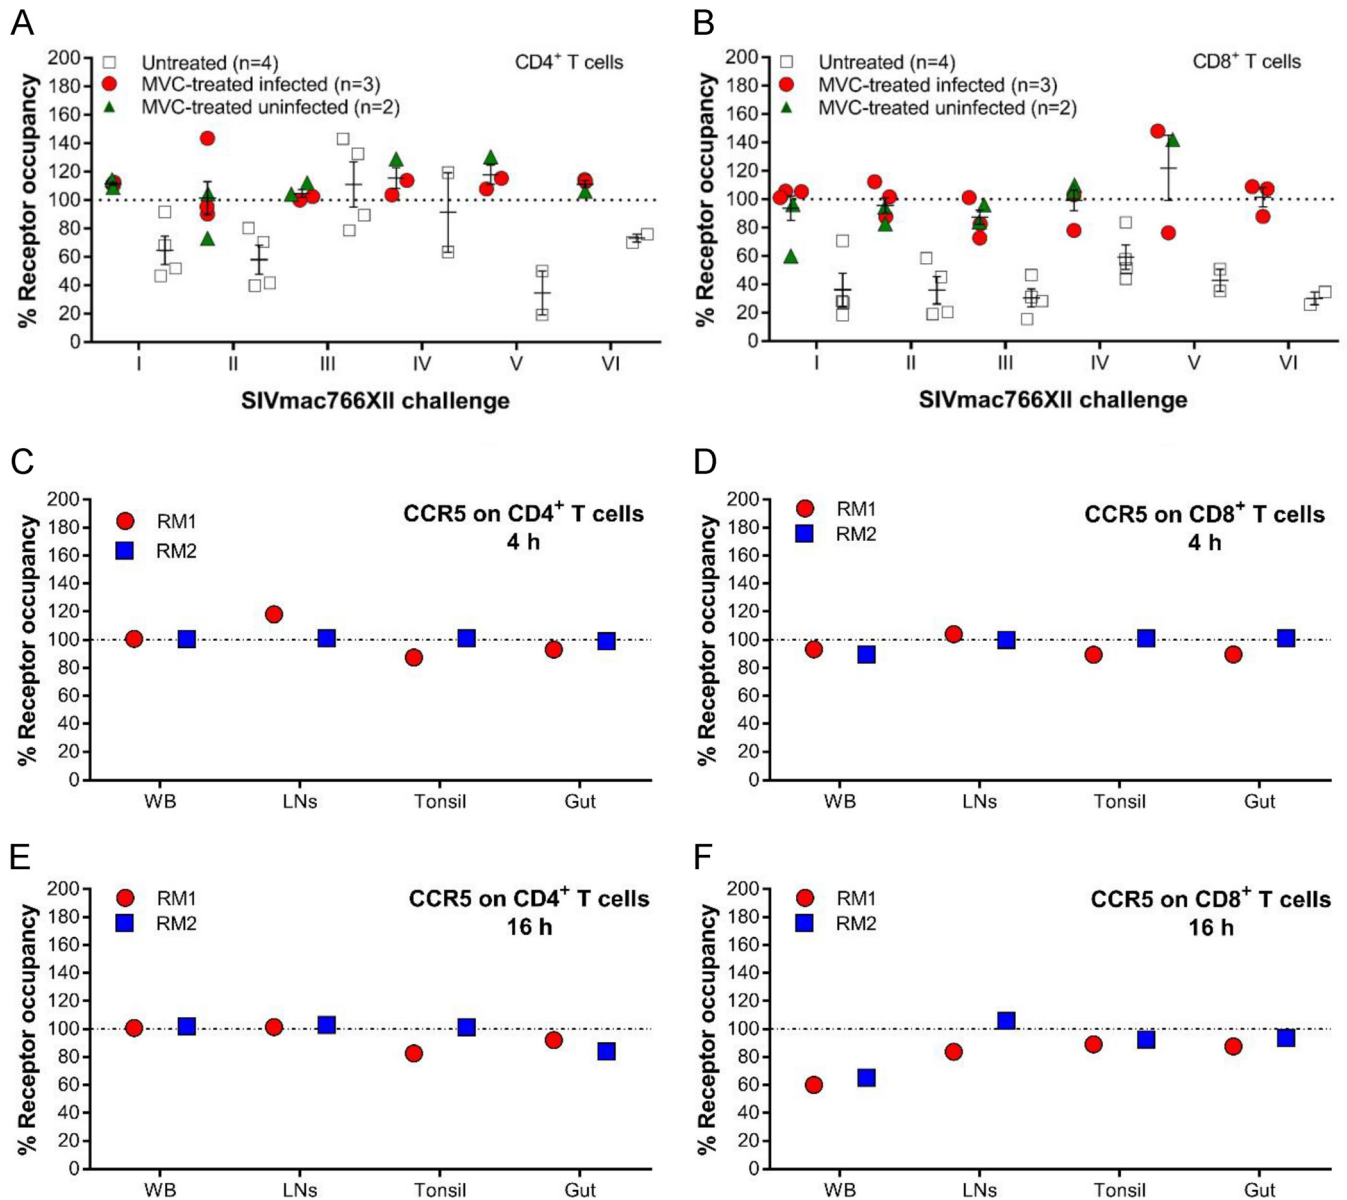 A
% Receptor occupancy
200
180
160
140
120
100
80
60
40
20
0
Untreated (n=4)
MVC-treated infected (n=3)
MVC-treated uninfected (n=2)
CD4+ T cells
I II III IV V VI
SIVmac766XII challenge
B
% Receptor occupancy
200
180
160
140
120
100
80
60
40
20
0
Untreated (n=4)
MVC-treated infected (n=3)
MVC-treated uninfected (n=2)
CD8+ T cells
I II III IV V VI
SIVmac766XII challenge
C
% Receptor occupancy
200
180
160
140
120
100
80
60
40
20
0
RM1
RM2
CCR5 on CD4+ T cells
4 h
WB LNs Tonsil Gut
D
% Receptor occupancy
200
180
160
140
120
100
80
60
40
20
0
RM1
RM2
CCR5 on CD8+ T cells
4 h
WB LNs Tonsil Gut
E
% Receptor occupancy
200
180
160
140
120
100
80
60
40
20
0
RM1
RM2
CCR5 on CD4+ T cells
16 h
WB LNs Tonsil Gut
F
% Receptor occupancy
200
180
160
140
120
100
80
60
40
20
0
RM1
RM2
CCR5 on CD8+ T cells
16 h
WB LNs Tonsil Gut